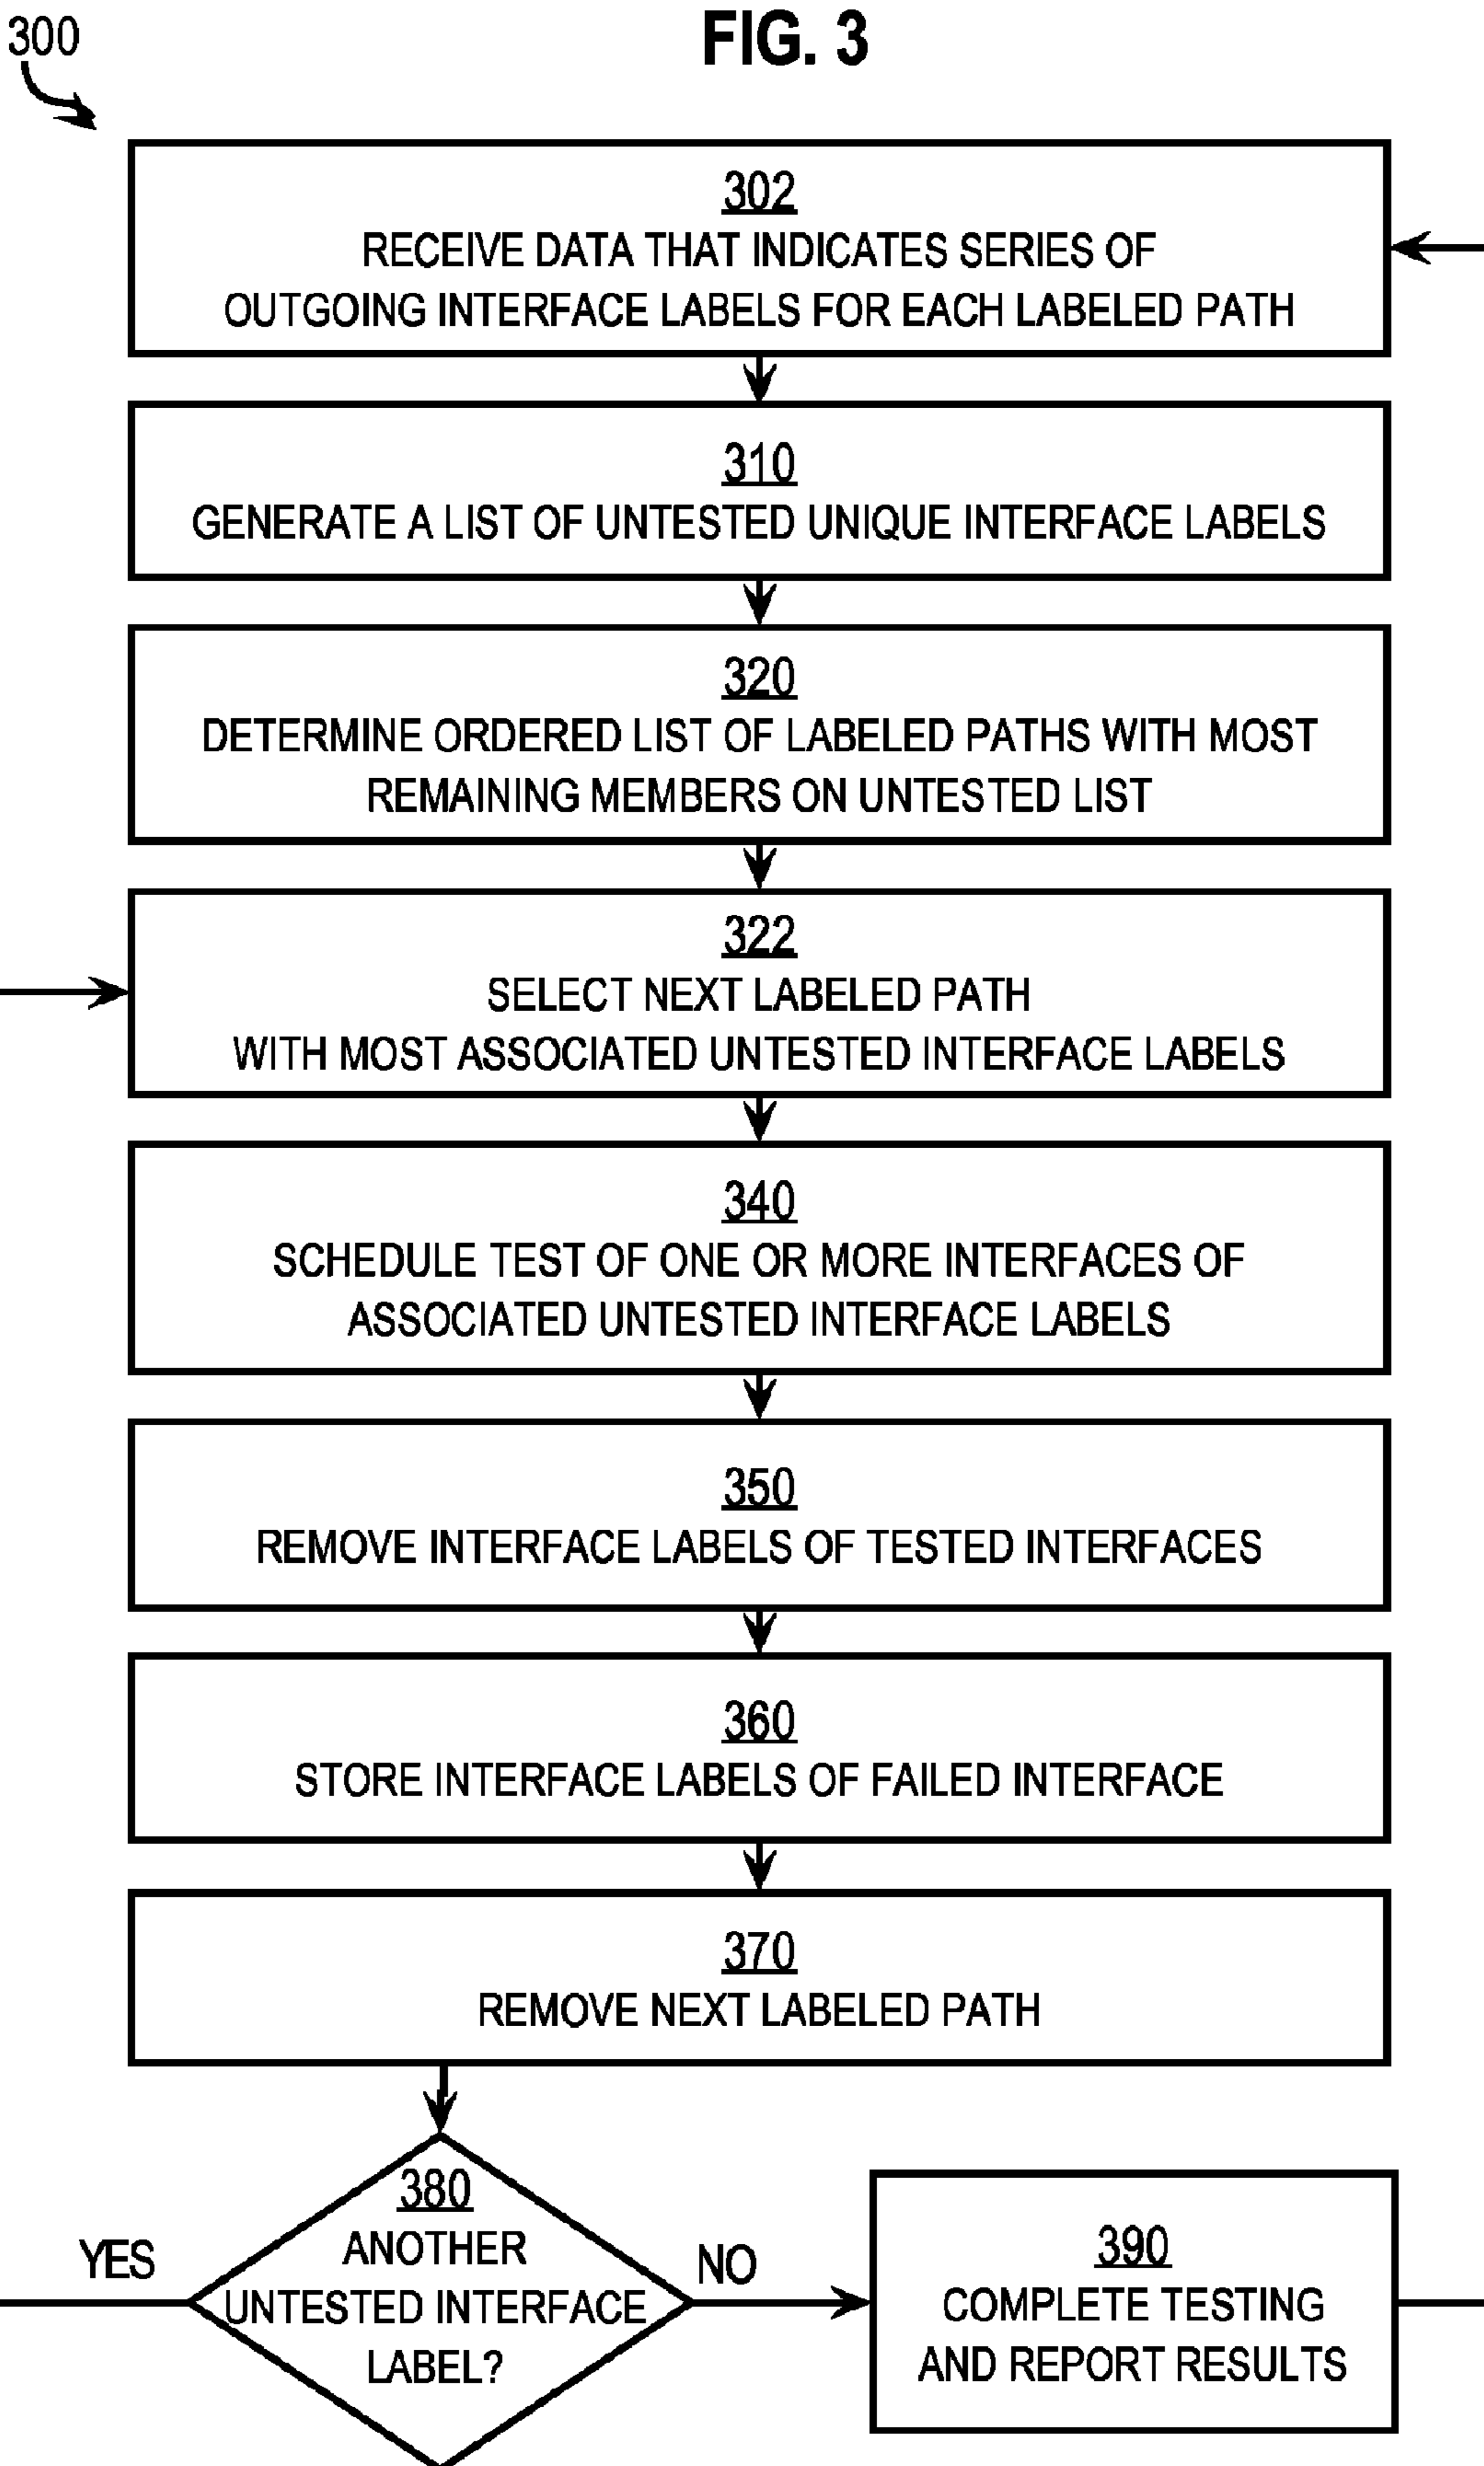 FIG. 3
300
302
RECEIVE DATA THAT INDICATES SERIES OF
OUTGOING INTERFACE LABELS FOR EACH LABELED PATH
310
GENERATE A LIST OF UNTESTED UNIQUE INTERFACE LABELS
320
DETERMINE ORDERED LIST OF LABELED PATHS WITH MOST
REMAINING MEMBERS ON UNTESTED LIST
322
SELECT NEXT LABELED PATH
WITH MOST ASSOCIATED UNTESTED INTERFACE LABELS
340
SCHEDULE TEST OF ONE OR MORE INTERFACES OF
ASSOCIATED UNTESTED INTERFACE LABELS
350
REMOVE INTERFACE LABELS OF TESTED INTERFACES
360
STORE INTERFACE LABELS OF FAILED INTERFACE
370
REMOVE NEXT LABELED PATH
380
ANOTHER
UNTESTED INTERFACE
LABEL?
YES
NO
390
COMPLETE TESTING
AND REPORT RESULTS